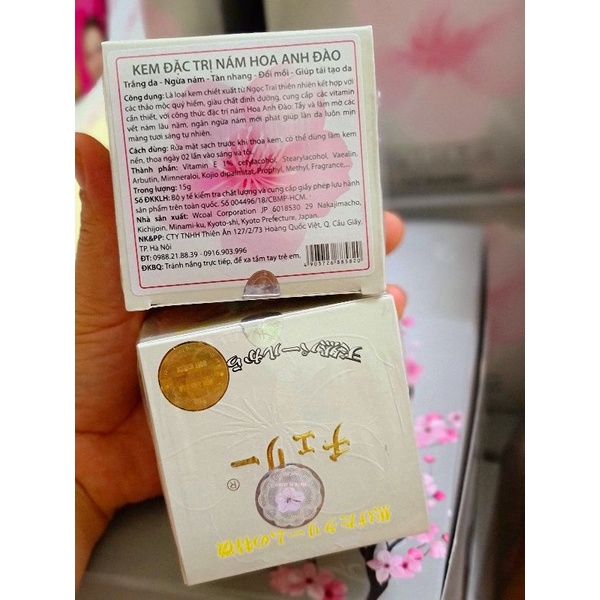 KEM ĐẶC TRỊ NÁM HOA ANH ĐÀO
Trắng da - Ngừa nám - Tàn nhang - Đồi mồi - Giúp tái tạo da
Công dụng: Là loại kem chiết xuất từ Ngọc Trai thiên nhiên kết hợp với
các thảo mộc quý hiếm, giàu chất dinh dưỡng, cung cấp các vitamin
cần thiết, với công thức đặc trị nám Hoa Anh Đào: Tẩy và làm mờ các
vết nám lâu năm, ngăn ngừa nám mới phát giúp làn da luôn mịn
màng tươi sáng tự nhiên.
Cách dùng: Rửa mặt sạch trước khi thoa kem, có thể dùng làm kem
nền, thoa ngày 02 lần vào sáng và tối.
Thành phần: Vitamin E 1% cetylacohol, Stearylacohol, Vaealin,
Arbutin, Mimneraloi, Kojio dipalmitat, Prophyl, Methyl, Fragrance,...
Trọng lượng: 15g
Số ĐKKLH: Bộ y tế kiểm tra chất lượng và cung cấp giấy phép lưu hành
sản phẩm trên toàn quốc. Số 004496/18/CBMP-HCM.
Nhà sản xuất: Wcoal Corporation JP 6018530 29 Nakajimacho,
Kichijoin, Minami-ku, Kyoto-shi, Kyoto Prefecture, Japan.
NK&PP: CTY TNHH Thiên Ân 127/2/73 Hoàng Quốc Việt, Q. Cầu Giấy,
TP. Hà Nội
ĐT: 0988.21.88.39 - 0916.903.996
ĐKBQ: Tránh nắng trực tiếp, để xa tầm tay trẻ em.
4903726885820
チェリー
®